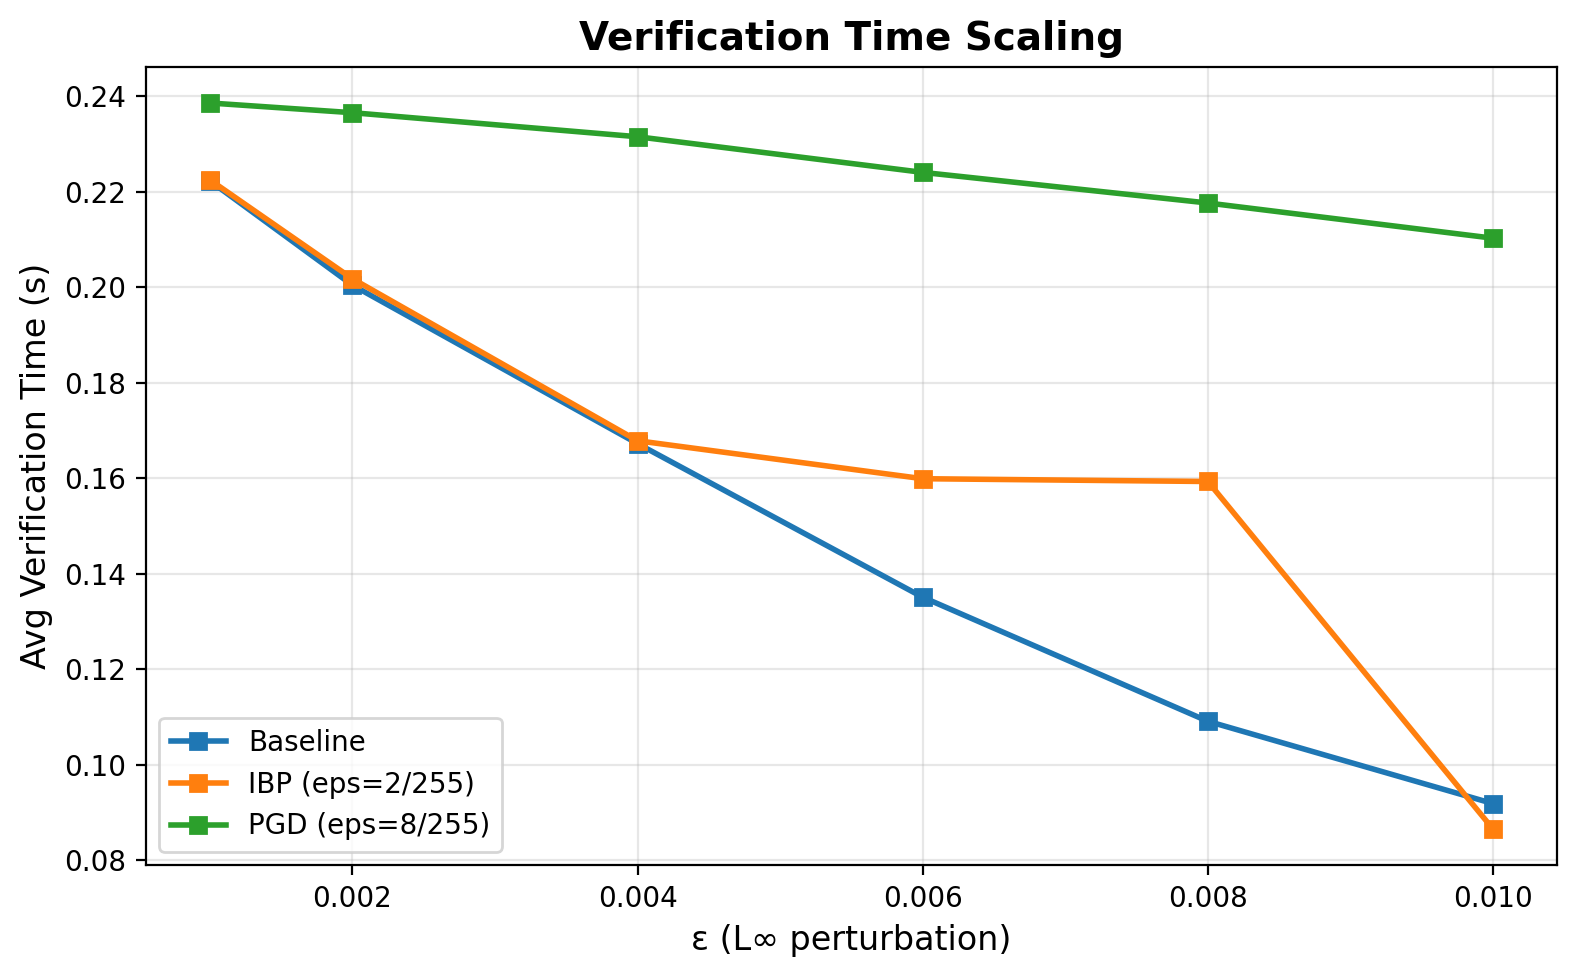 Verification Time Scaling
Avg Verification Time (s)
0.24
0.22
0.20
0.18
0.16
0.14
0.12
0.10
0.08
Baseline
IBP (eps=2/255)
PGD (eps=8/255)
0.002
0.004
0.006
0.008
0.010
ε (L∞ perturbation)